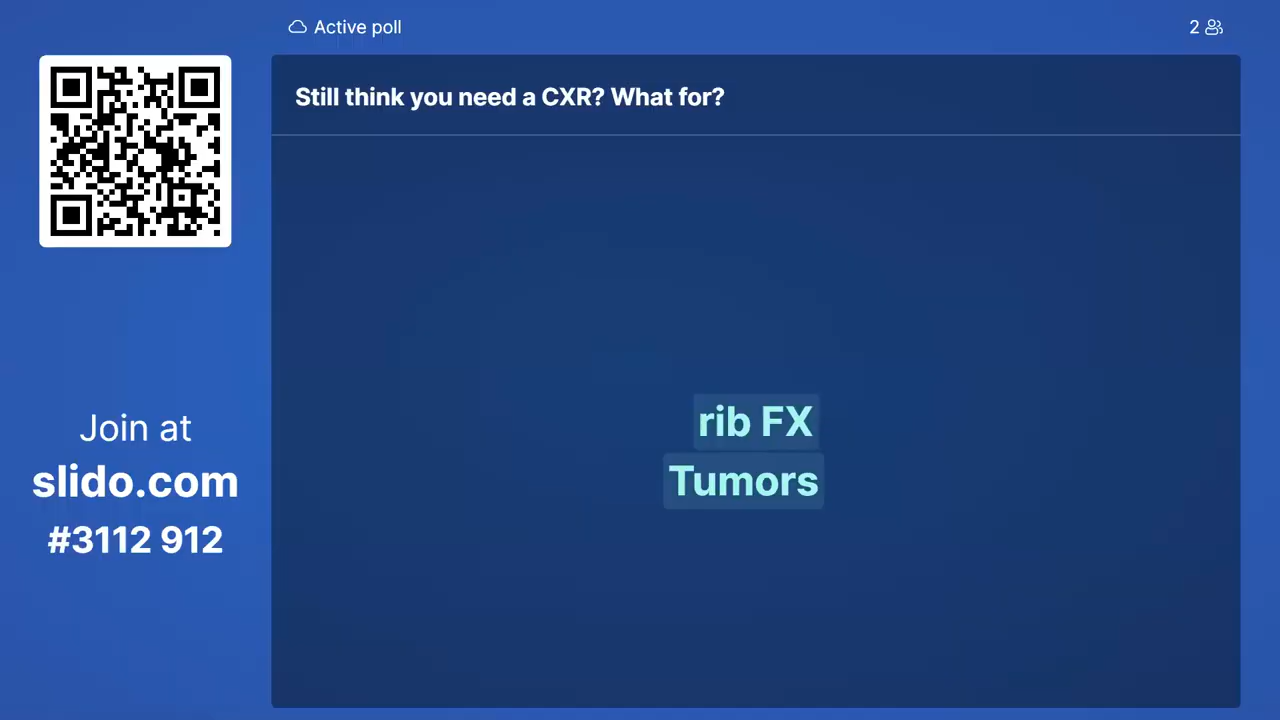 Active poll
2
Still think you need a CXR? What for?
rib FX
Tumors
Join at
slido.com
#3112 912